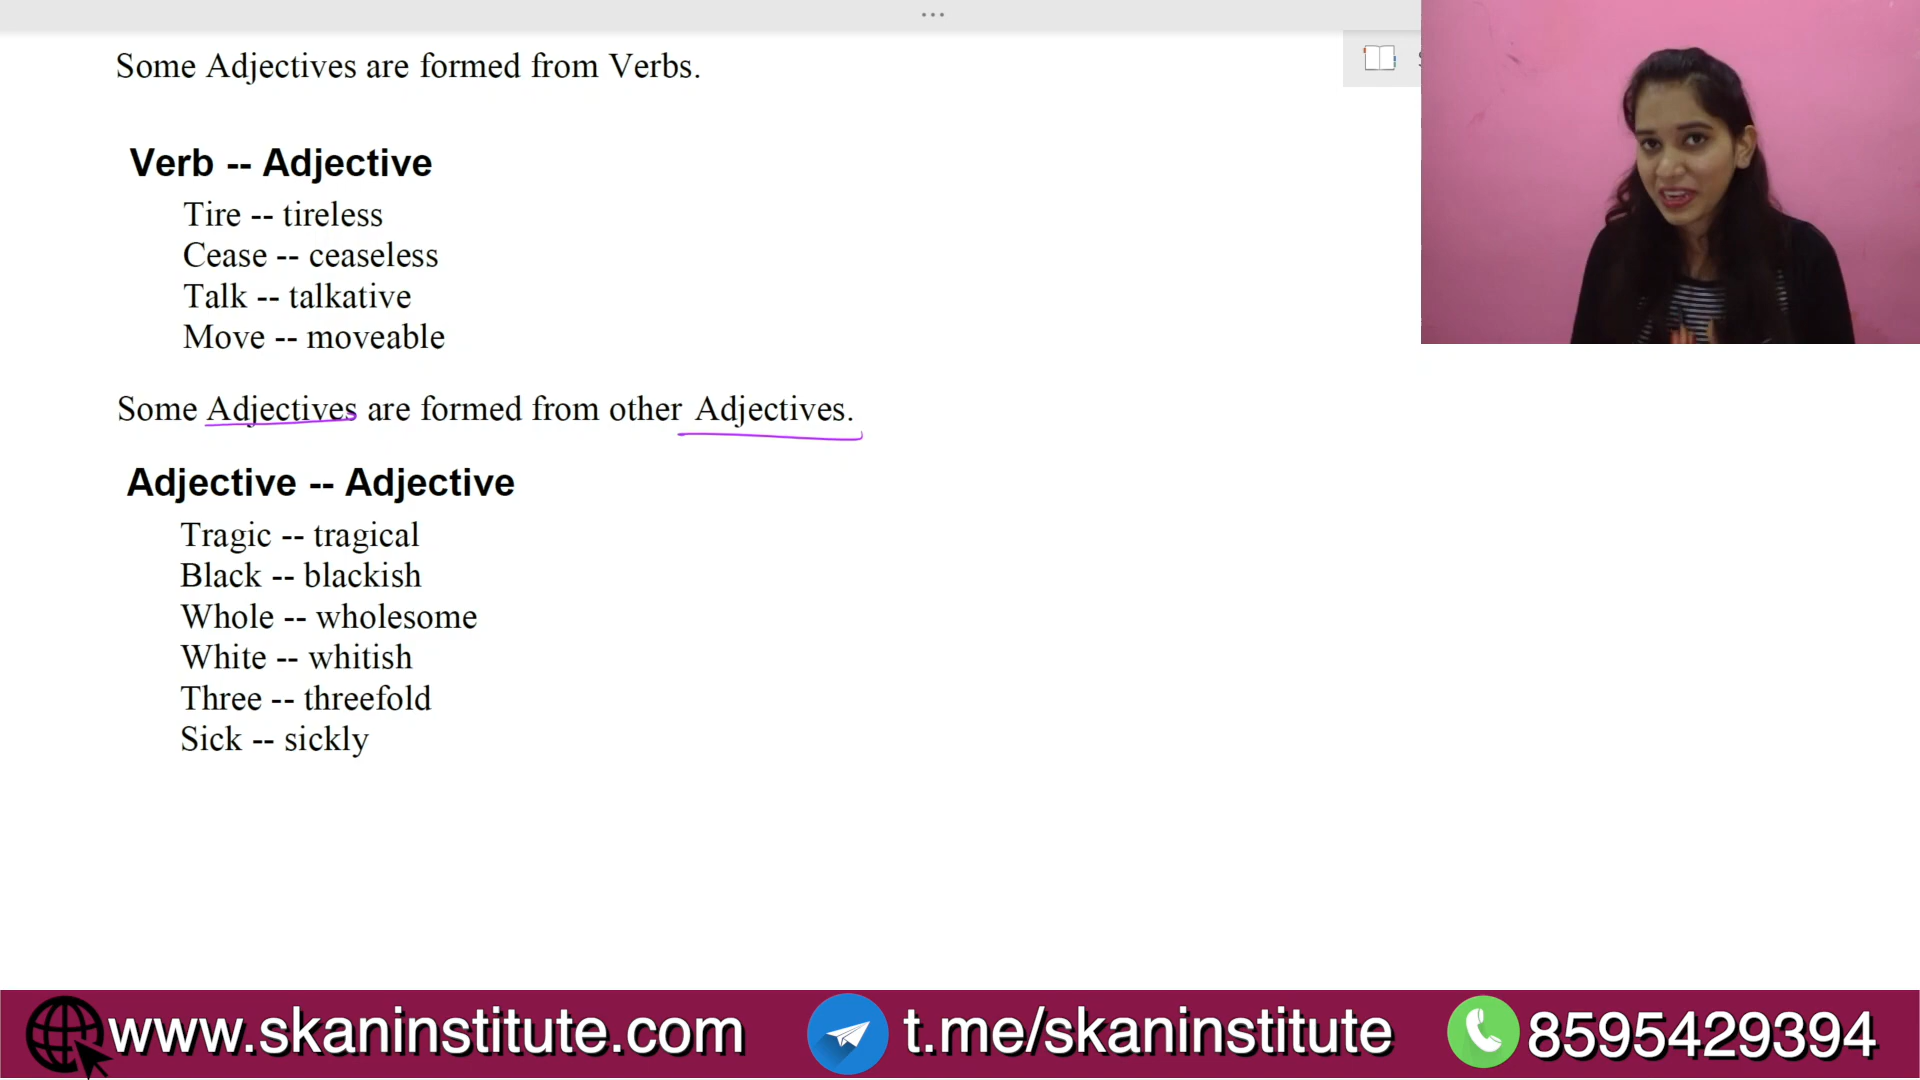 Some Adjectives are formed from Verbs.
Verb -- Adjective
Tire -- tireless
Cease -- ceaseless
Talk -- talkative
Move -- moveable
Some Adjectives are formed from other Adjectives.
Adjective -- Adjective
Tragic -- tragical
Black -- blackish
Whole -- wholesome
White -- whitish
Three -- threefold
Sick -- sickly
www.skaninstitute.com
t.me/skaninstitute
8595429394